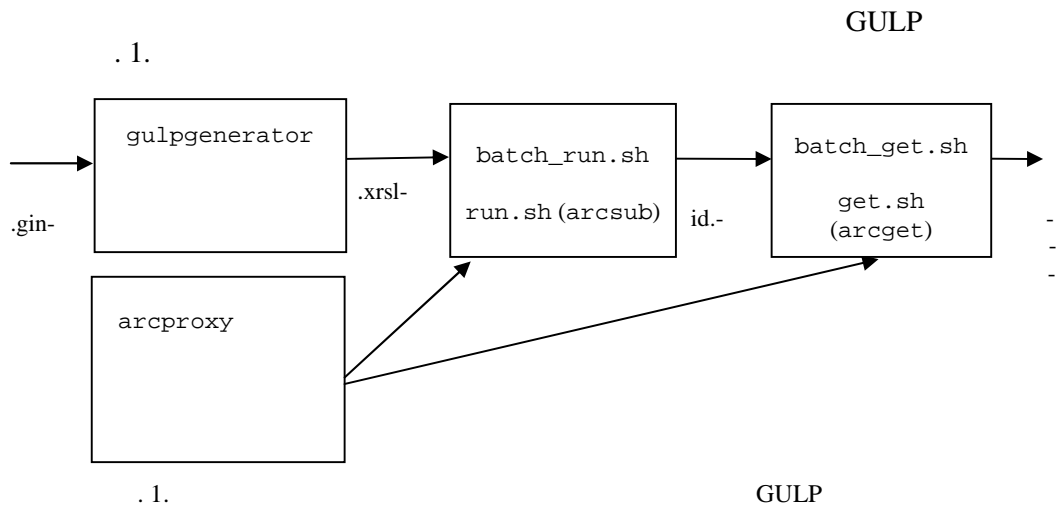 GULP
. 1.
gulpgenerator
batch_run.sh
run.sh (arcsub)
batch_get.sh
get.sh
(arcget)
.gin-
.xrsl-
id.-
-
-
-
arcproxy
. 1. GULP